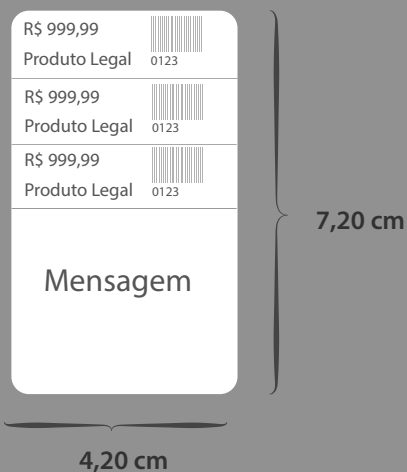 R$ 999,99
Produto Legal 0123
R$ 999,99
Produto Legal 0123
R$ 999,99
Produto Legal 0123
Mensagem
7,20 cm
4,20 cm